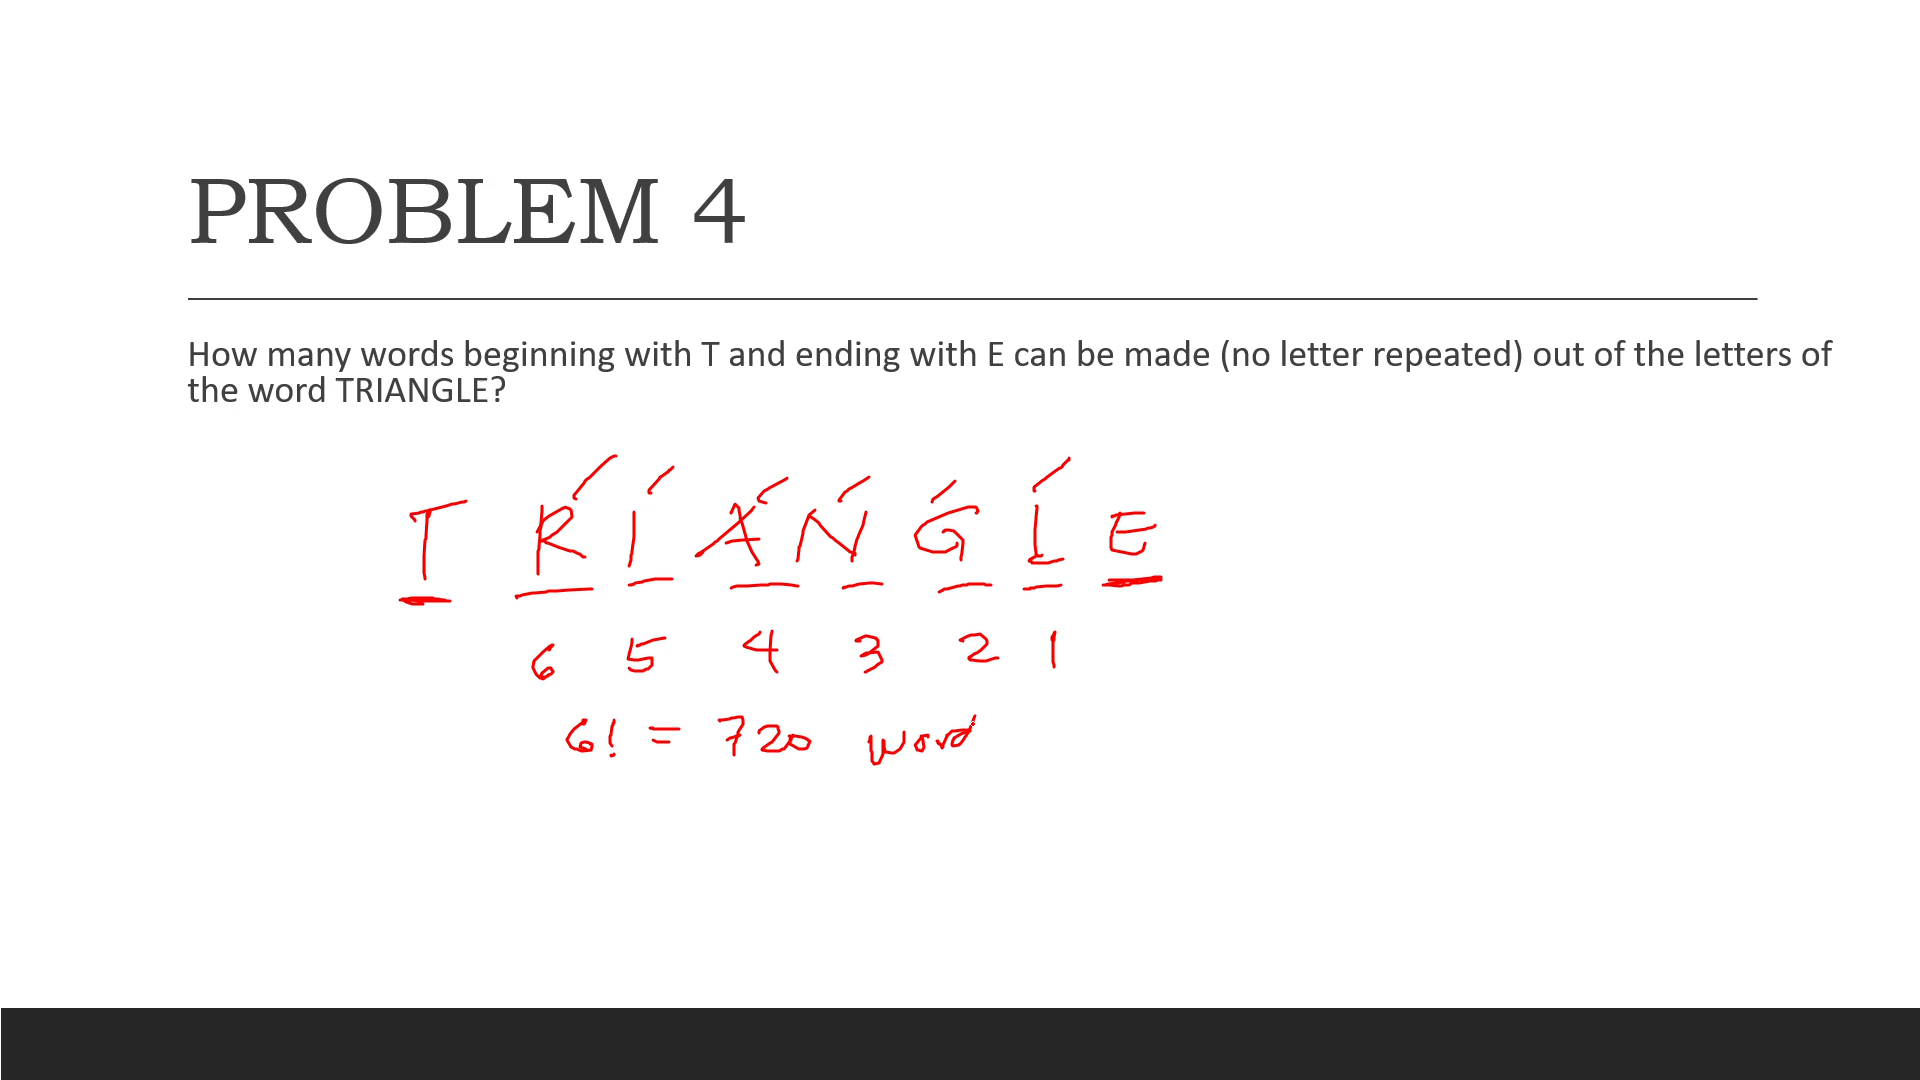 PROBLEM 4
How many words beginning with T and ending with E can be made (no letter repeated) out of the letters of
the word TRIANGLE?
T R I A N G L E
6 5 4 3 2 1
6! = 720 word